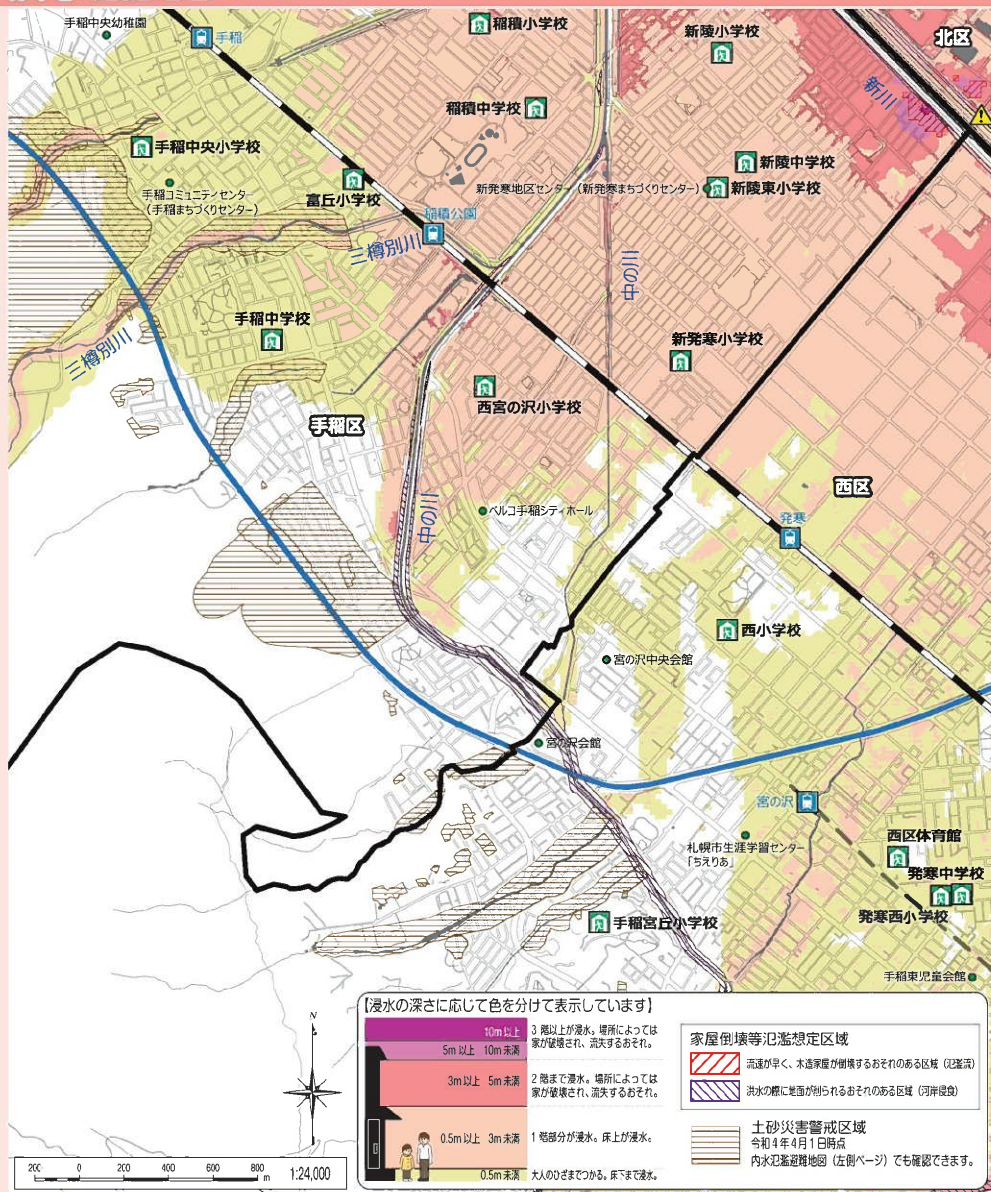 手稲中央幼稚園
手稲
稲積小学校
新陵小学校
北区
新川
稲積中学校
手稲中央小学校
新陵中学校
手稲コミュニティセンター
(手稲まちづくりセンター)
富丘小学校
新発寒地区センター(新発寒まちづくりセンター)
新陵東小学校
稲積公園
三樽別川
中の川
手稲中学校
新発寒小学校
三樽別川
西宮の沢小学校
手稲区
西区
中の川
ベルコ手稲シティホール
発寒
西小学校
宮の沢中央会館
宮の沢会館
宮の沢
札幌市生涯学習センター
「ちえりあ」
西区体育館
発寒中学校
手稲宮丘小学校
発寒西小学校
手稲東児童会館
【浸水の深さに応じて色を分けて表示しています】
10m以上
3階以上が浸水。場所によっては
家が破壊され、流失するおそれ。
5m以上 10m未満
3m以上 5m未満
2階まで浸水。場所によっては
家が破壊され、流失するおそれ。
0.5m以上 3m未満
1階部分が浸水。床上が浸水。
0.5m未満
大人のひざまでつかる。床下まで浸水。
家屋倒壊等氾濫想定区域
流速が早く、木造家屋が倒壊するおそれのある区域(氾濫流)
洪水の際に地面が削られるおそれのある区域(河岸侵食)
土砂災害警戒区域
令和4年4月1日時点
内水氾濫避難地図(左側ページ)でも確認できます。
N
200 0 200 400 600 800
m
1:24,000